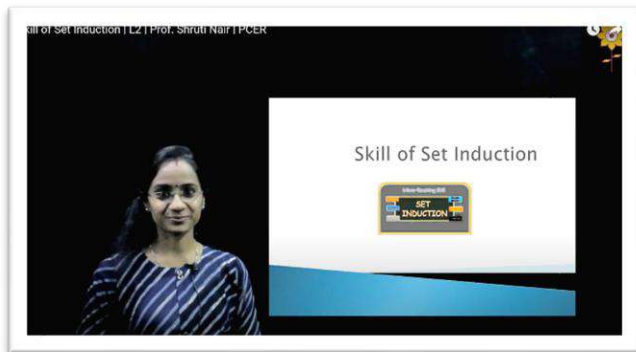 kill of Set Induction | L2 | Prof. Shruti Nair | PCER
Skill of Set Induction
SET
INDUCTION